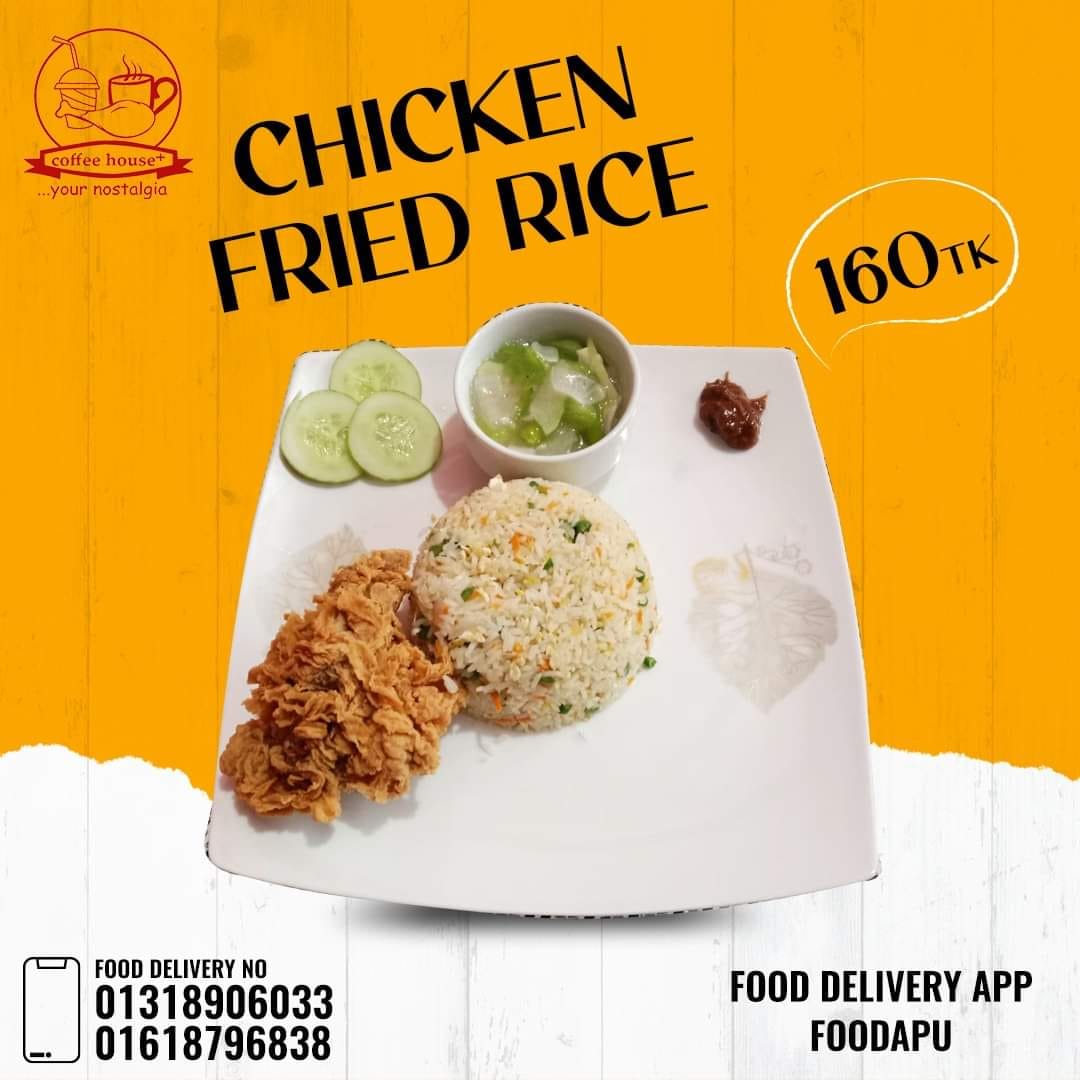 coffee house+
...your nostalgia
CHICKEN
FRIED RICE
160TK
FOOD DELIVERY NO
01318906033
01618796838
FOOD DELIVERY APP
FOODAPU